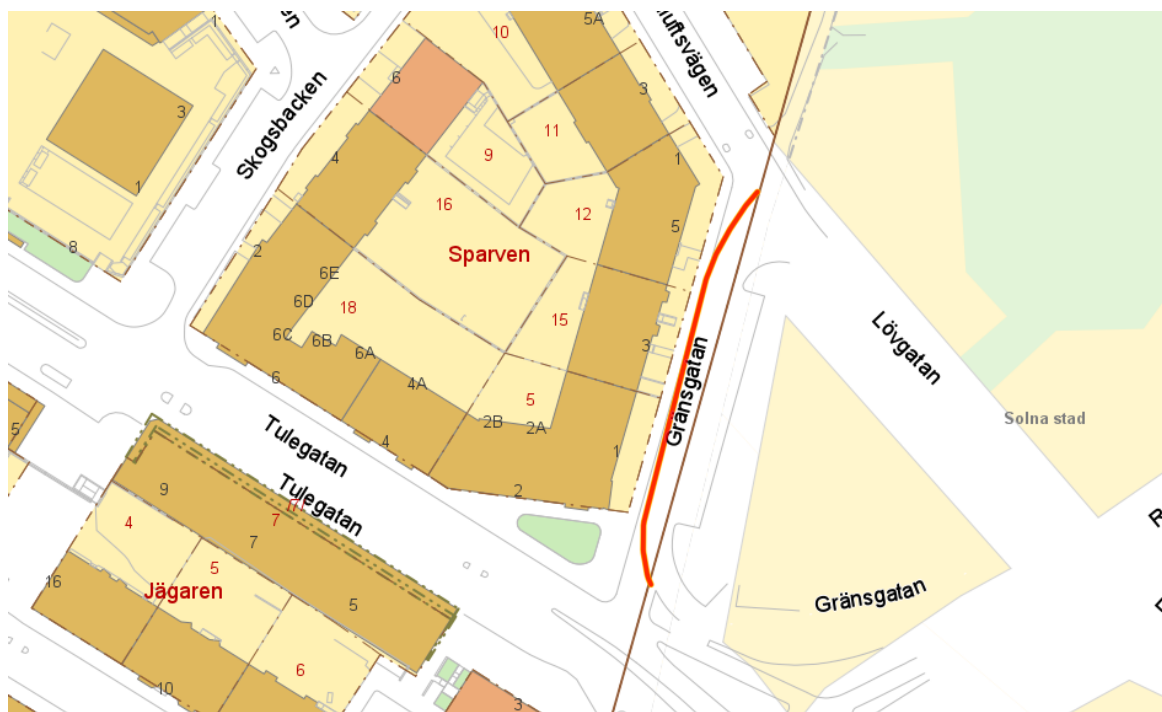 1
en
luftsvägen
5A
10
3
6
3
11
Skogsbacken
9
1
4
1
16
12
5
8
2
Sparven
6E
6D
18
15
6C
6B
6A
3
Gränsgatan
Lövgatan
6
4A
5
Solna stad
2B
2A
5
Tulegatan
4
1
2
Tulegatan
9
7
7
4
5
16
Jägaren
5
Gränsgatan
6
10
3